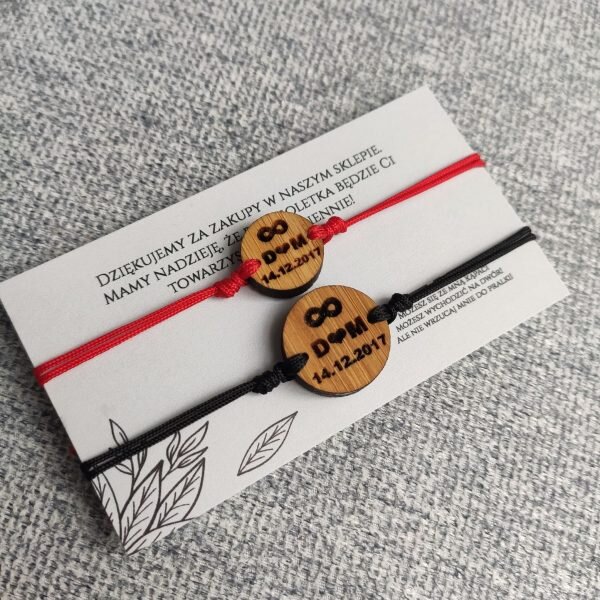 Dziękujemy za zakupy w naszym sklepie.
Mamy nadzieję, że będzie Ci
∞
D❤M
14.12.2017
∞
D❤M
14.12.2017
możesz się ze mną kąpać!
możesz wychodzić na dwór!
ale nie wrzucaj mnie do pralki!